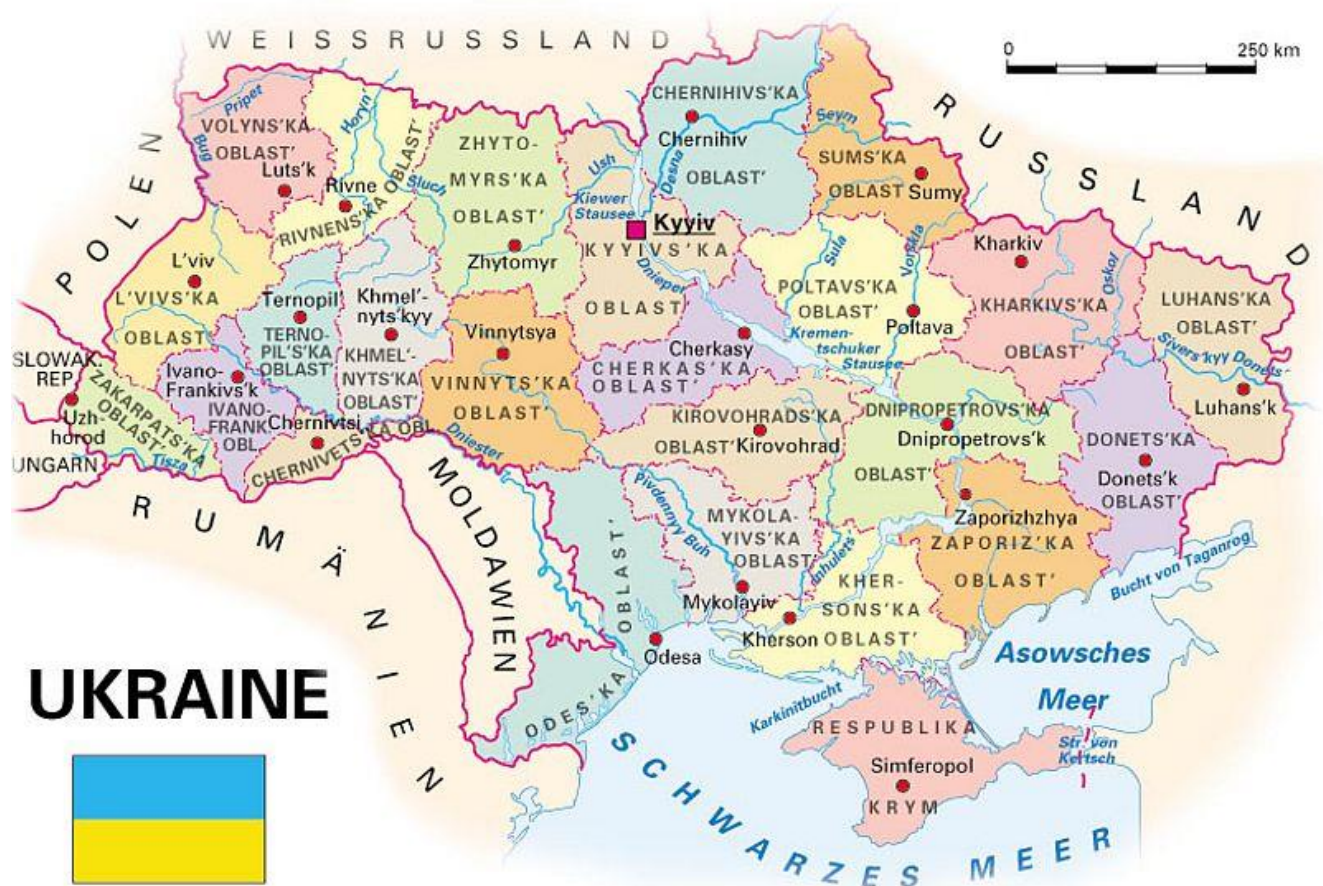 WEISSRUSSLAND
0 250 km
RUSSLAND
POLEN
Pripet
VOLYNS'KA
OBLAST'
Luts'k
Bug
Horyn
Rivne
RIVNENS'KA OBLAST'
Sluch
ZHYTO-
MYRS'KA
OBLAST'
Zhytomyr
Ush
Kiewer
Stausee
Desna
CHERNIHIVS'KA
Chernihiv
OBLAST'
Seym
SUMS'KA
OBLAST
Sumy
Kyyiv
KYYIVS'KA
OBLAST
Dnieper
L'viv
L'VIVS'KA
OBLAST
Ternopil'
TERNO-
PIL'S'KA
OBLAST'
Khmel'-
nyts'kyy
KHMEL'-
NYTS'KA
OBLAST'
Vinnytsya
VINNYTS'KA
OBLAST'
Cherkasy
CHERKAS'KA
OBLAST'
Sula
Vorskla
POLTAVS'KA
OBLAST'
Poltava
Kremen-
tschuker
Stausee
Kharkiv
KHARKIVS'KA
OBLAST'
Oskol
LUHANS'KA
OBLAST'
Sivers'kyy Donets'
Luhans'k
SLOWAK.
REP
Uzh-
horod
ZAKARPATS'KA
OBLAST'
UNGARN
Tisza
Ivano-
Frankivs'k
IVANO-
FRANK.
OBL
Chernivtsi
CHERNIVETS'KA OBL
Dniester
KIROVOHRADS'KA
OBLAST'
Kirovohrad
DNIPROPETROVS'KA
Dnipropetrovs'k
OBLAST'
DONETS'KA
Donets'k
OBLAST'
RUMÄNIEN
MOLDAWIEN
Pivdennyy Buh
MYKOLA-
YIVS'KA
OBLAST'
Mykolayiv
Inhulets'
KHER-
SONS'KA
OBLAST'
Kherson
Zaporizhzhya
ZAPORIZ'KA
OBLAST'
Bucht von Taganrog
ODES'KA
OBLAST'
Odesa
Asowsches
Meer
Karkinitbucht
RESPUBLIKA
Simferopol
KRYM
Str. von
Kertsch
SCHWARZES MEER
UKRAINE